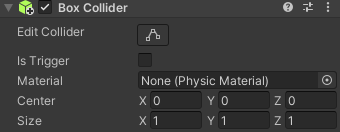 Box Collider
Edit Collider
Is Trigger
Material None (Physic Material)
Center X 0 Y 0 Z 0
Size X 1 Y 1 Z 1